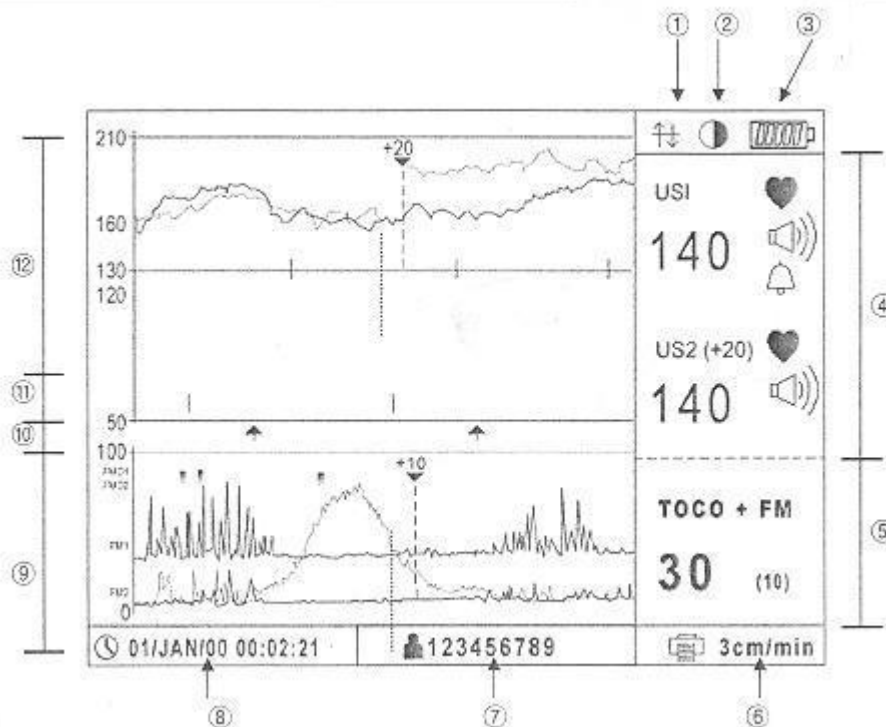 ① ② ③
210
+20
160
130
120
50
100
+10
FM1
FM2
0
USI
140
US2 (+20)
140
TOCO + FM
30 (10)
01/JAN/00 00:02:21 123456789 3cm/min
④
⑤
⑫
⑪
⑩
⑨
⑧ ⑦ ⑥